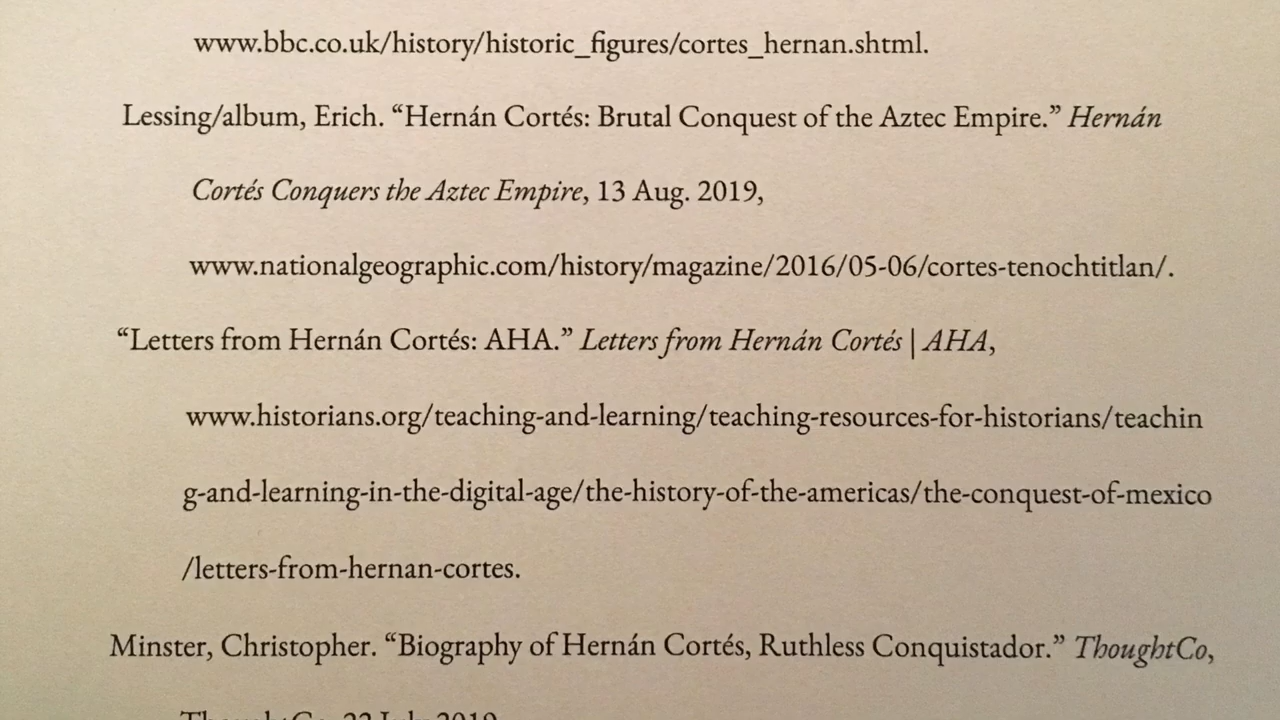 www.bbc.co.uk/history/historic_figures/cortes_hernan.shtml.
Lessing/album, Erich. “Hernán Cortés: Brutal Conquest of the Aztec Empire.” Hernán
Cortés Conquers the Aztec Empire, 13 Aug. 2019,
www.nationalgeographic.com/history/magazine/2016/05-06/cortes-tenochtitlan/.
“Letters from Hernán Cortés: AHA.” Letters from Hernán Cortés | AHA,
www.historians.org/teaching-and-learning/teaching-resources-for-historians/teachin
g-and-learning-in-the-digital-age/the-history-of-the-americas/the-conquest-of-mexico
/letters-from-hernan-cortes.
Minster, Christopher. “Biography of Hernán Cortés, Ruthless Conquistador.” ThoughtCo,
ThoughtCo, 22 July 2019